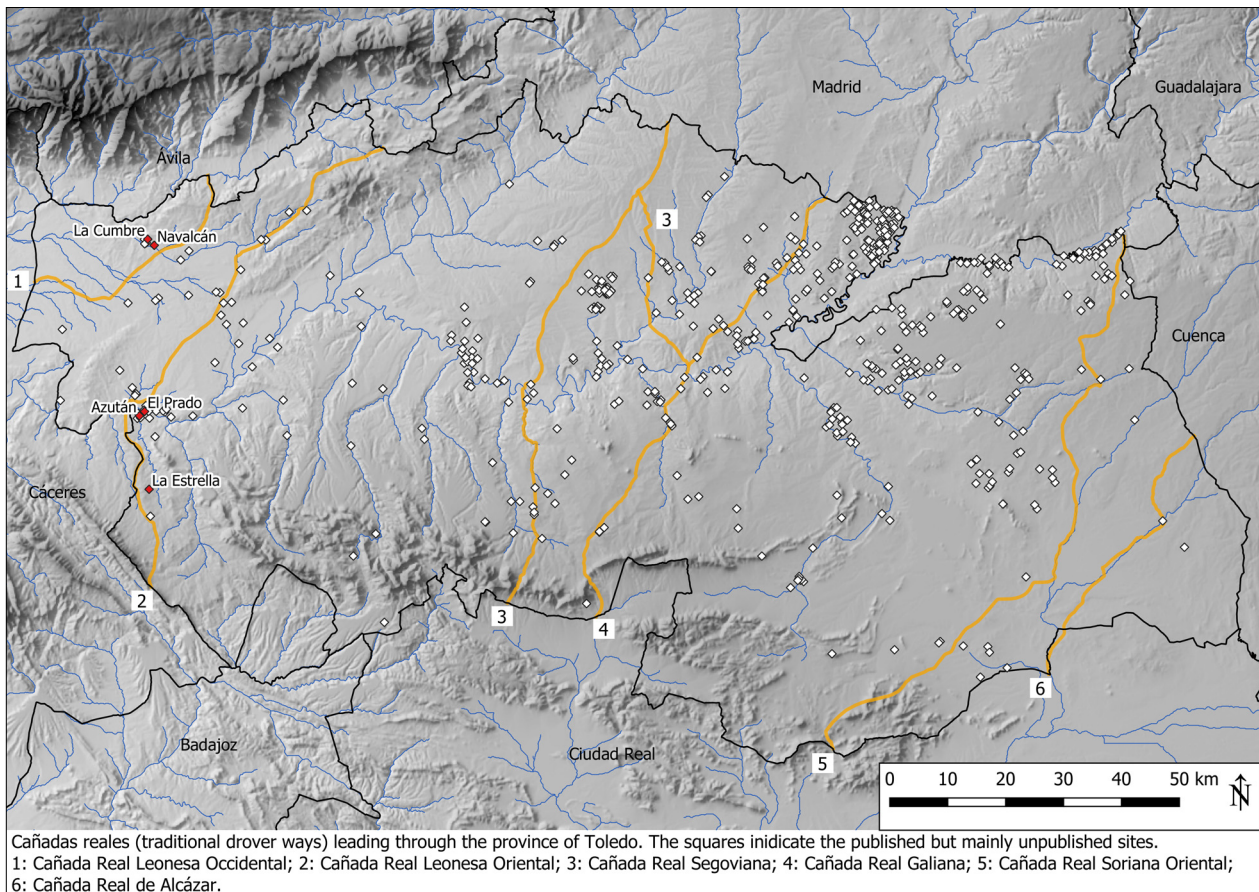 Madrid
Guadalajara
Ávila
3
La Cumbre
Navalcán
1
Cuenca
Azután
El Prado
La Estrella
Cáceres
2
3
4
6
Badajoz
Ciudad Real
5
0 10 20 30 40 50 km
N
Cañadas reales (traditional drover ways) leading through the province of Toledo. The squares inidicate the published but mainly unpublished sites.
1: Cañada Real Leonesa Occidental; 2: Cañada Real Leonesa Oriental; 3: Cañada Real Segoviana; 4: Cañada Real Galiana; 5: Cañada Real Soriana Oriental;
6: Cañada Real de Alcázar.